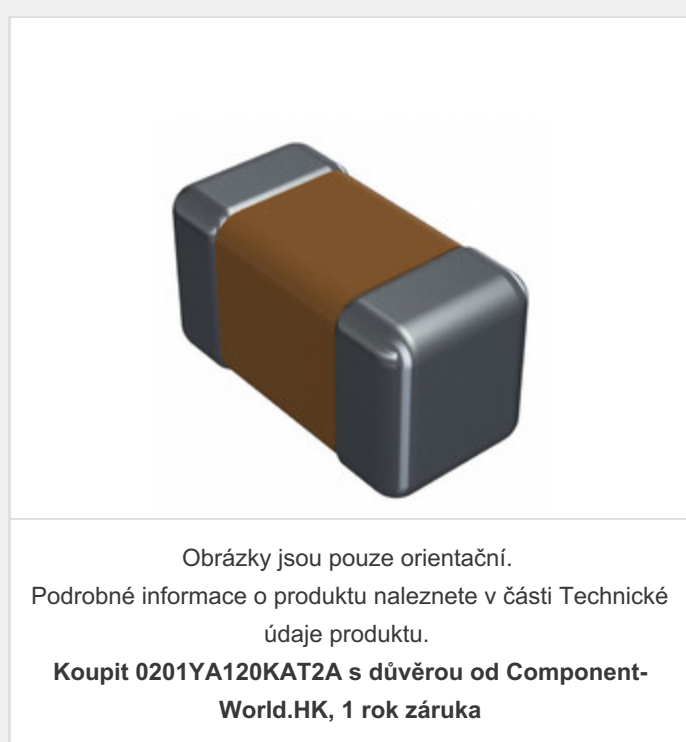 Obrázky jsou pouze orientační.
Podrobné informace o produktu naleznete v části Technické
údaje produktu.
Koupit 0201YA120KAT2A s důvěrou od Component-
World.HK, 1 rok záruka